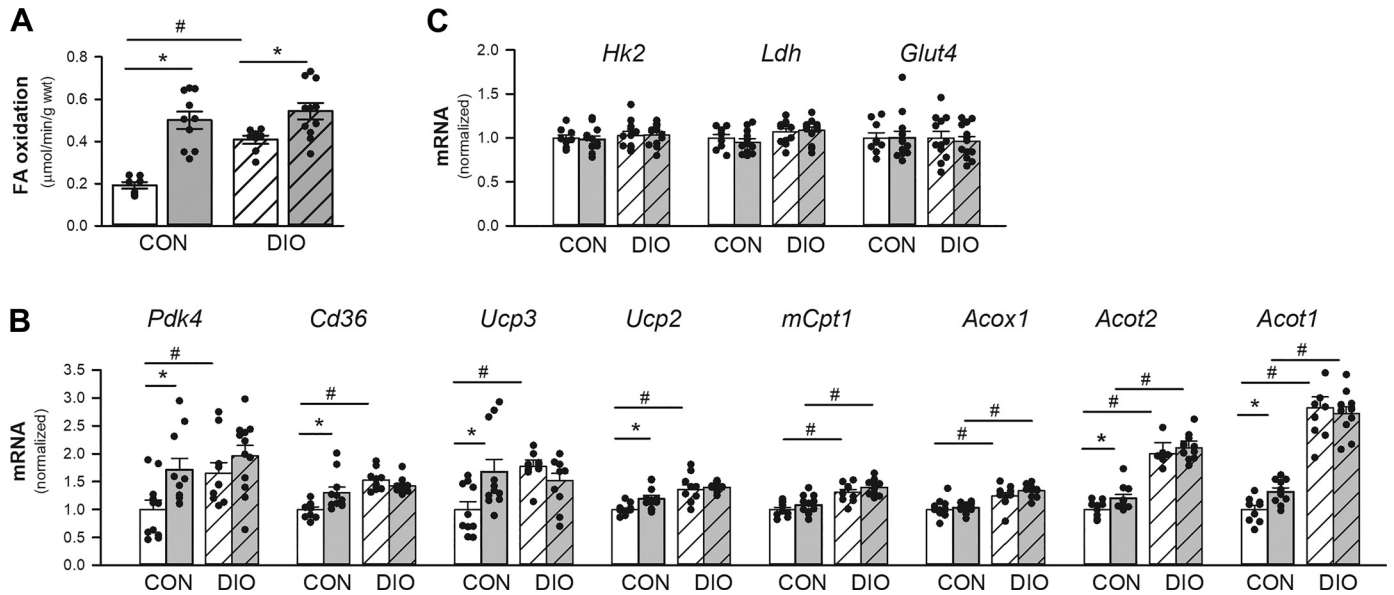 A
FA oxidation
(μmol/min/g wwt)
0.8
0.6
0.4
0.2
0.0
#
*
*
CON
DIO
C
mRNA
(normalized)
2.0
1.5
1.0
0.5
0.0
Hk2
Ldh
Glut4
CON
DIO
CON
DIO
CON
DIO
B
mRNA
(normalized)
3.5
3.0
2.5
2.0
1.5
1.0
0.5
0.0
Pdk4
Cd36
Ucp3
Ucp2
mCpt1
Acox1
Acot2
Acot1
#
*
#
*
#
*
#
*
#
#
#
#
#
#
*
#
#
*
CON
DIO
CON
DIO
CON
DIO
CON
DIO
CON
DIO
CON
DIO
CON
DIO
CON
DIO